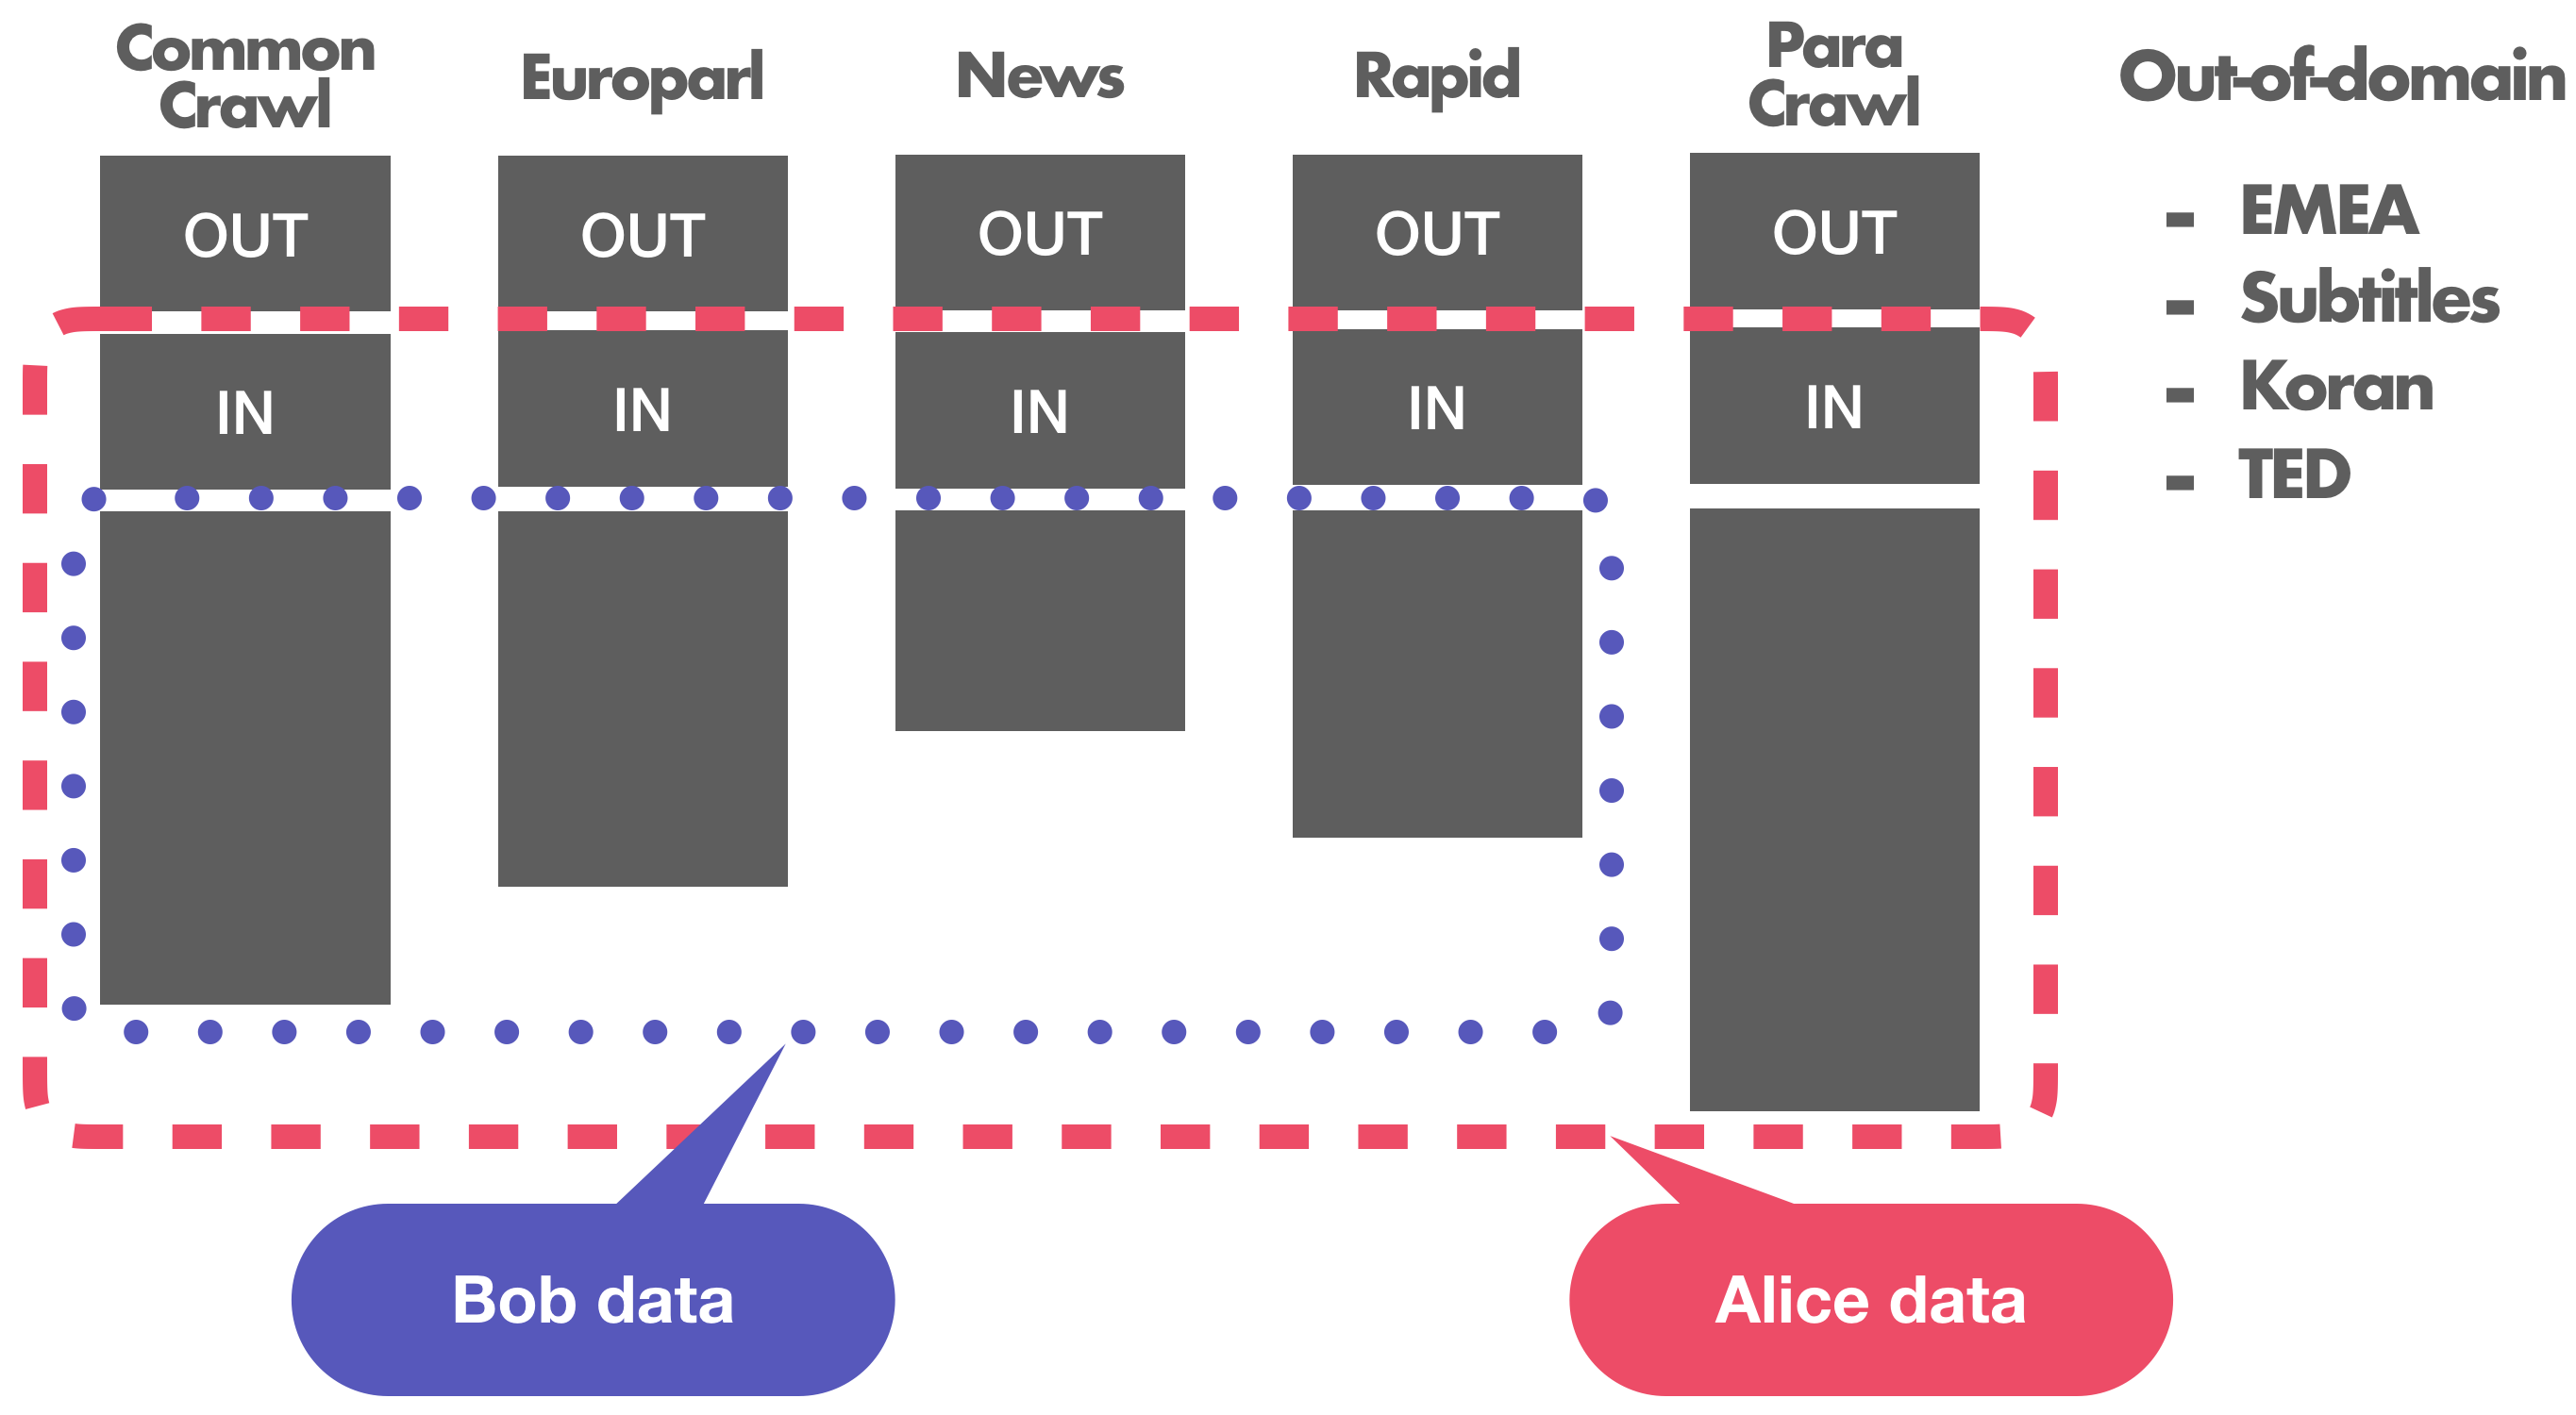 Common
Crawl
Europarl
News
Rapid
Para
Crawl
Out-of-domain
OUT
OUT
OUT
OUT
OUT
- EMEA
- Subtitles
- Koran
- TED
IN
IN
IN
IN
IN
Bob data
Alice data